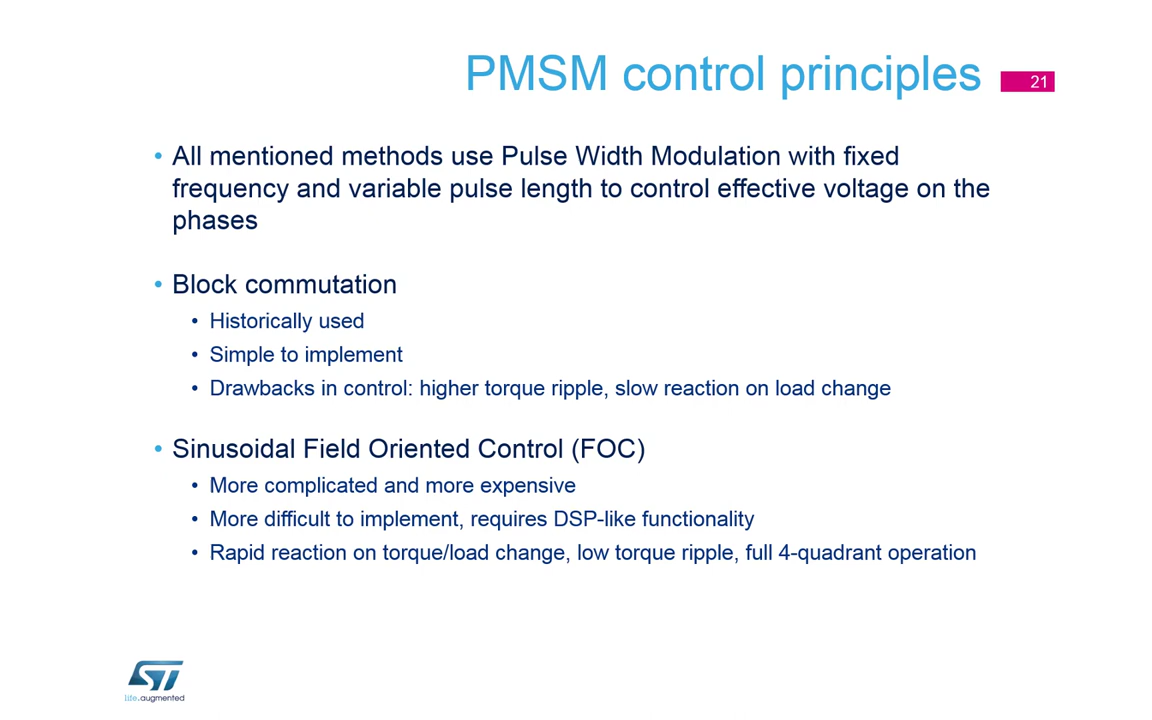 PMSM control principles
21
• All mentioned methods use Pulse Width Modulation with fixed
frequency and variable pulse length to control effective voltage on the
phases
• Block commutation
• Historically used
• Simple to implement
• Drawbacks in control: higher torque ripple, slow reaction on load change
• Sinusoidal Field Oriented Control (FOC)
• More complicated and more expensive
• More difficult to implement, requires DSP-like functionality
• Rapid reaction on torque/load change, low torque ripple, full 4-quadrant operation
ST
life.augmented